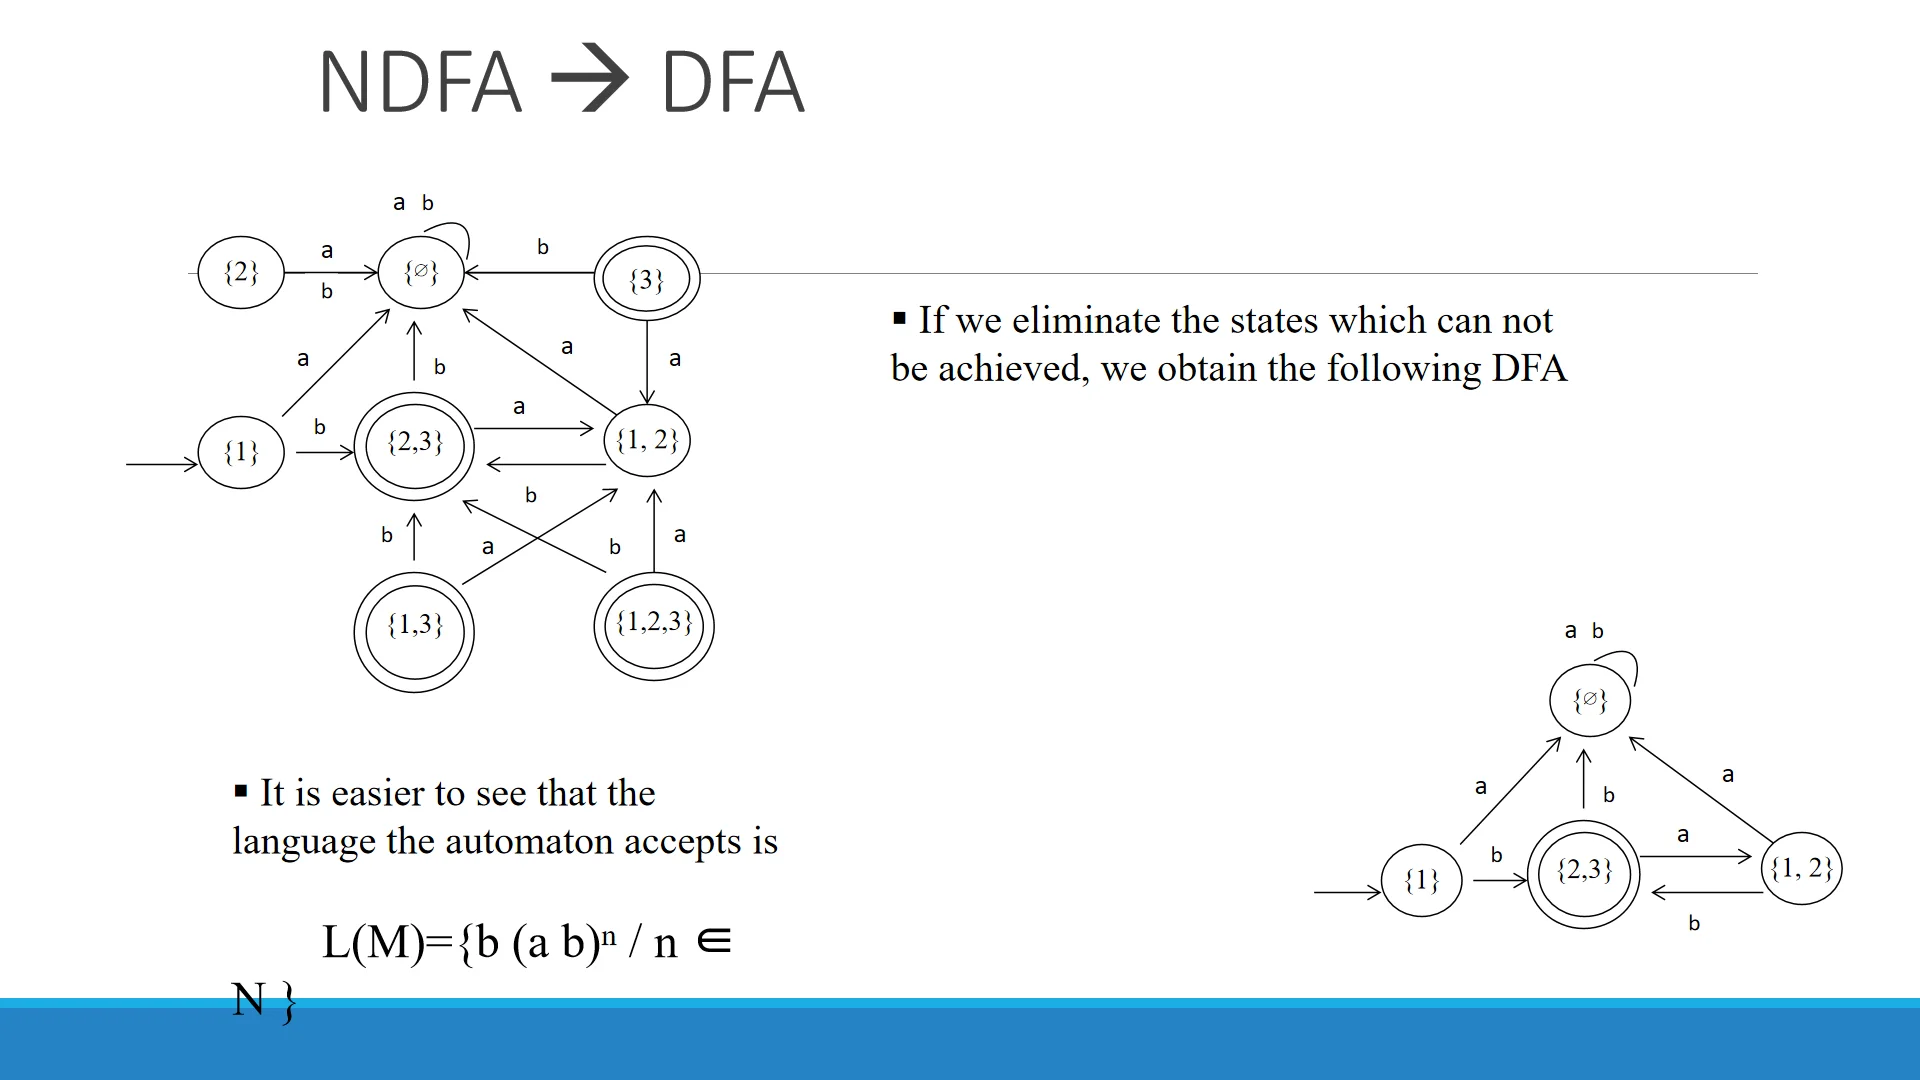 NDFA → DFA
a b
{2}
a
b
{∅}
b
{3}
a
b
a
a
{1}
b
{2,3}
a
{1, 2}
b
b
a
b
a
{1,3}
{1,2,3}
▪ If we eliminate the states which can not
be achieved, we obtain the following DFA
a b
{∅}
a
b
a
{1}
b
{2,3}
a
{1, 2}
b
▪ It is easier to see that the
language the automaton accepts is
L(M)={b (a b)ⁿ / n ∈
N }